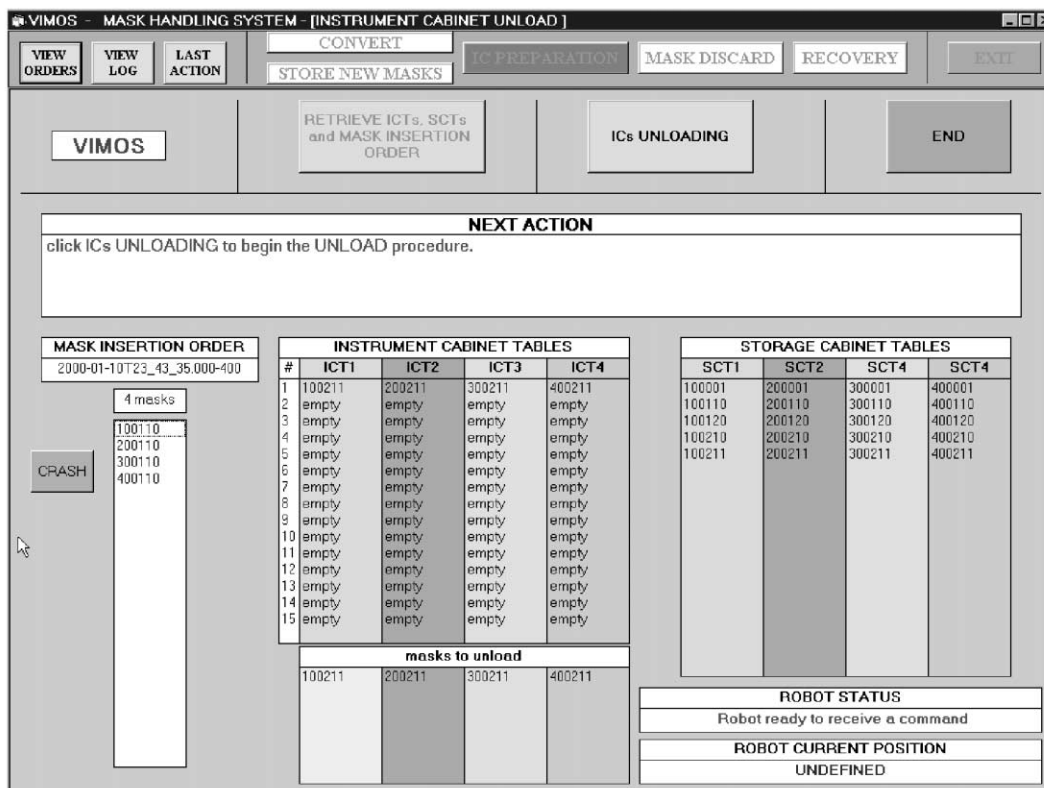 VIMOS - MASK HANDLING SYSTEM - [INSTRUMENT CABINET UNLOAD ]
VIEW ORDERS
VIEW LOG
LAST ACTION
CONVERT
STORE NEW MASKS
IC PREPARATION
MASK DISCARD
RECOVERY
EXIT
VIMOS
RETRIEVE ICTs, SCTs
and MASK INSERTION
ORDER
ICs UNLOADING
END
NEXT ACTION
click ICs UNLOADING to begin the UNLOAD procedure.
MASK INSERTION ORDER
2000-01-10T23_43_35.000-400
4 masks
100110
200110
300110
400110
CRASH
INSTRUMENT CABINET TABLES
# ICT1 ICT2 ICT3 ICT4
1 100211 200211 300211 400211
2 empty empty empty empty
3 empty empty empty empty
4 empty empty empty empty
5 empty empty empty empty
6 empty empty empty empty
7 empty empty empty empty
8 empty empty empty empty
9 empty empty empty empty
10 empty empty empty empty
11 empty empty empty empty
12 empty empty empty empty
13 empty empty empty empty
14 empty empty empty empty
15 empty empty empty empty
masks to unload
100211 200211 300211 400211
STORAGE CABINET TABLES
SCT1 SCT2 SCT4 SCT4
100001 200001 300001 400001
100110 200110 300110 400110
100120 200120 300120 400120
100210 200210 300210 400210
100211 200211 300211 400211
ROBOT STATUS
Robot ready to receive a command
ROBOT CURRENT POSITION
UNDEFINED